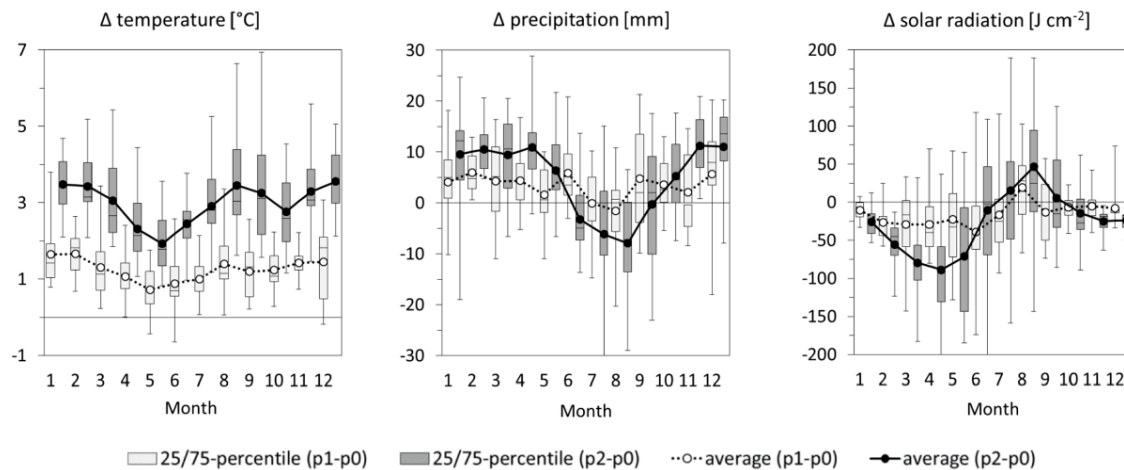 Δ temperature [°C]
7
5
3
1
-1
1 2 3 4 5 6 7 8 9 10 11 12
Month
Δ precipitation [mm]
30
20
10
0
-10
-20
-30
1 2 3 4 5 6 7 8 9 10 11 12
Month
Δ solar radiation [J cm-2]
200
150
100
50
0
-50
-100
-150
-200
1 2 3 4 5 6 7 8 9 10 11 12
Month
25/75-percentile (p1-p0) 25/75-percentile (p2-p0) average (p1-p0) average (p2-p0)